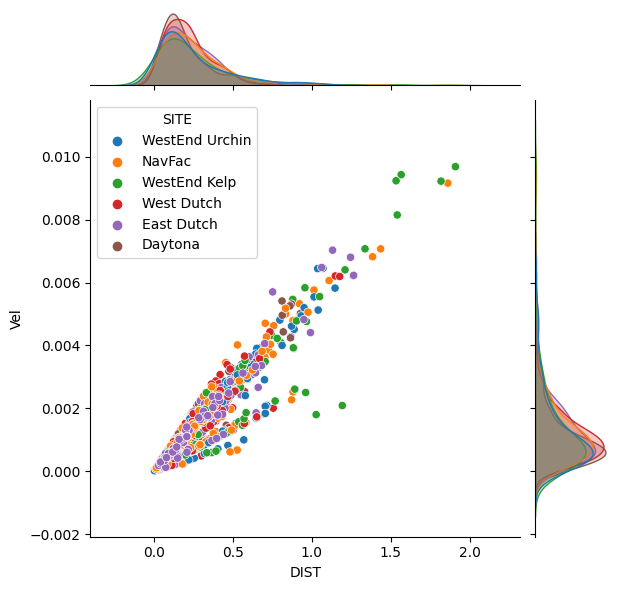 SITE
WestEnd Urchin
NavFac
WestEnd Kelp
West Dutch
East Dutch
Daytona
0.010
0.008
0.006
0.004
0.002
0.000
−0.002
Vel
0.0 0.5 1.0 1.5 2.0
DIST